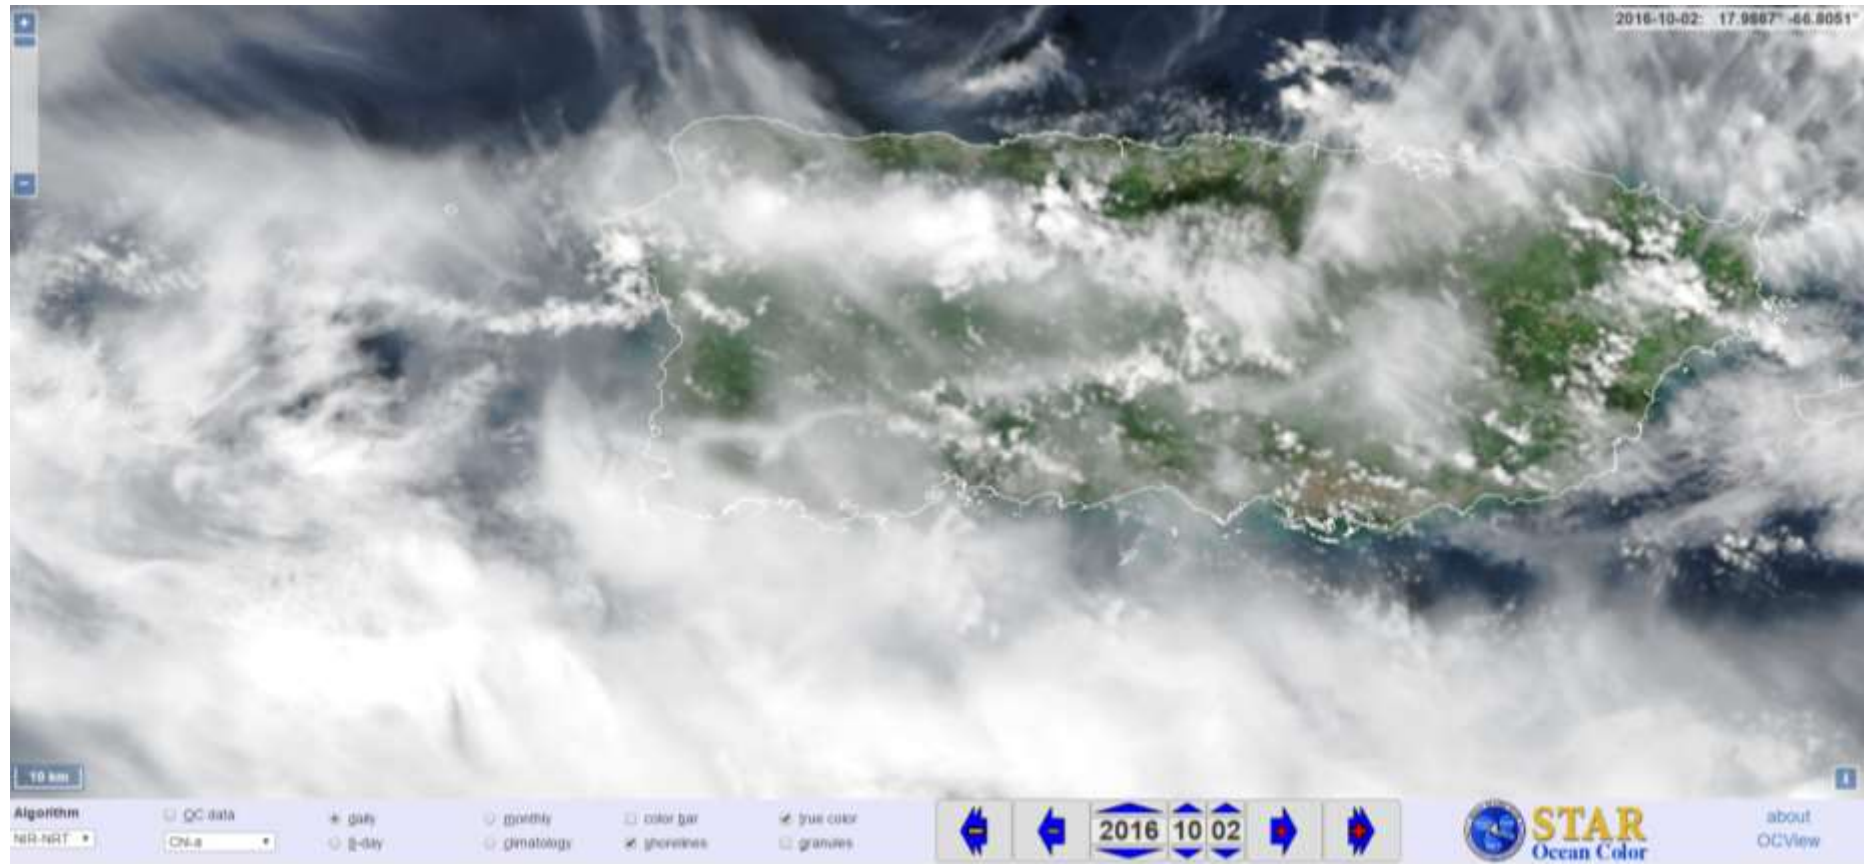 2016-10-02: 17.9887° -66.8051°
+
−
10 km
Algorithm
NIR-NRT
OC data
Chl-a
daily
8-day
monthly
climatology
color bar
shorelines
true color
granules
2016 10 02
STAR
Ocean Color
about
OCView